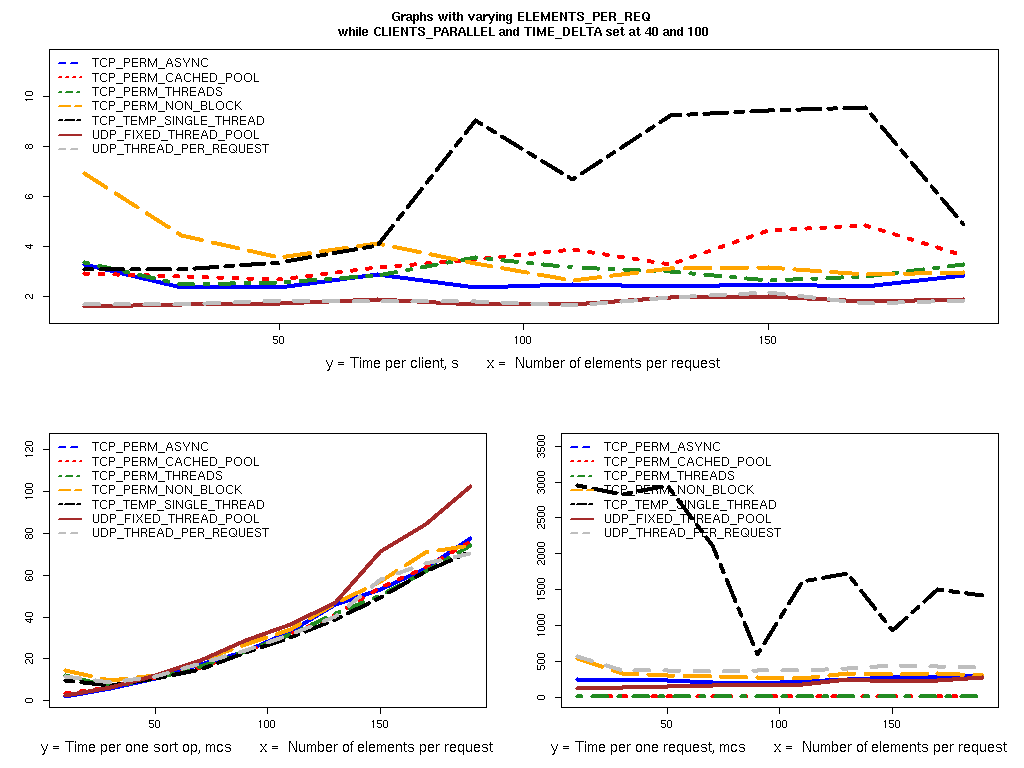 Graphs with varying ELEMENTS_PER_REQ
while CLIENTS_PARALLEL and TIME_DELTA set at 40 and 100
TCP_PERM_ASYNC
TCP_PERM_CACHED_POOL
TCP_PERM_THREADS
TCP_PERM_NON_BLOCK
TCP_TEMP_SINGLE_THREAD
UDP_FIXED_THREAD_POOL
UDP_THREAD_PER_REQUEST
10
8
6
4
2
50 100 150
y = Time per client, s x = Number of elements per request
TCP_PERM_ASYNC
TCP_PERM_CACHED_POOL
TCP_PERM_THREADS
TCP_PERM_NON_BLOCK
TCP_TEMP_SINGLE_THREAD
UDP_FIXED_THREAD_POOL
UDP_THREAD_PER_REQUEST
120
100
80
60
40
20
0
50 100 150
y = Time per one sort op, mcs x = Number of elements per request
TCP_PERM_ASYNC
TCP_PERM_CACHED_POOL
TCP_PERM_THREADS
TCP_PERM_NON_BLOCK
TCP_TEMP_SINGLE_THREAD
UDP_FIXED_THREAD_POOL
UDP_THREAD_PER_REQUEST
3500
3000
2500
2000
1500
1000
500
0
50 100 150
y = Time per one request, mcs x = Number of elements per request